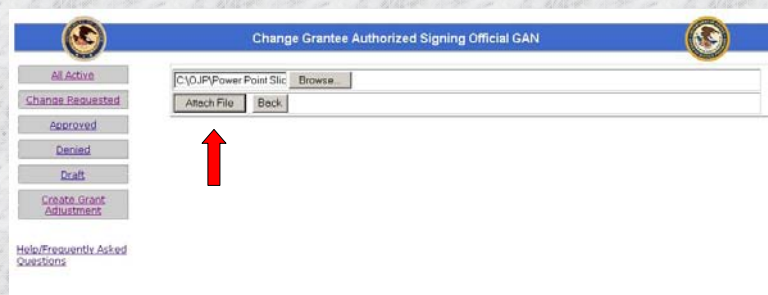 Change Grantee Authorized Signing Official GAN
All Active
Change Requested
Approved
Denied
Draft
Create Grant
Adjustment
Help/Frequently Asked
Questions
C:\OJP\Power Point Slic Browse...
Attach File Back